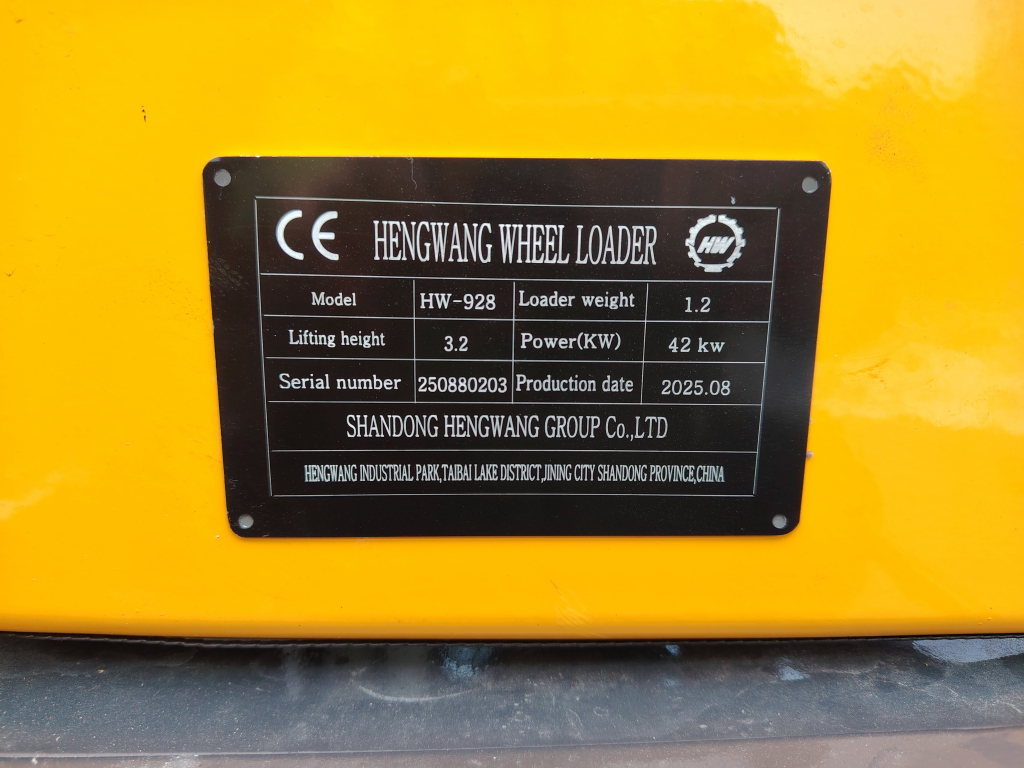 CE HENGWANG WHEEL LOADER HW
Model HW-928 Loader weight 1.2
Lifting height 3.2 Power(KW) 42 kw
Serial number 250880203 Production date 2025.08
SHANDONG HENGWANG GROUP Co.,LTD
HENGWANG INDUSTRIAL PARK,TAIBAI LAKE DISTRICT,JINING CITY SHANDONG PROVINCE,CHINA